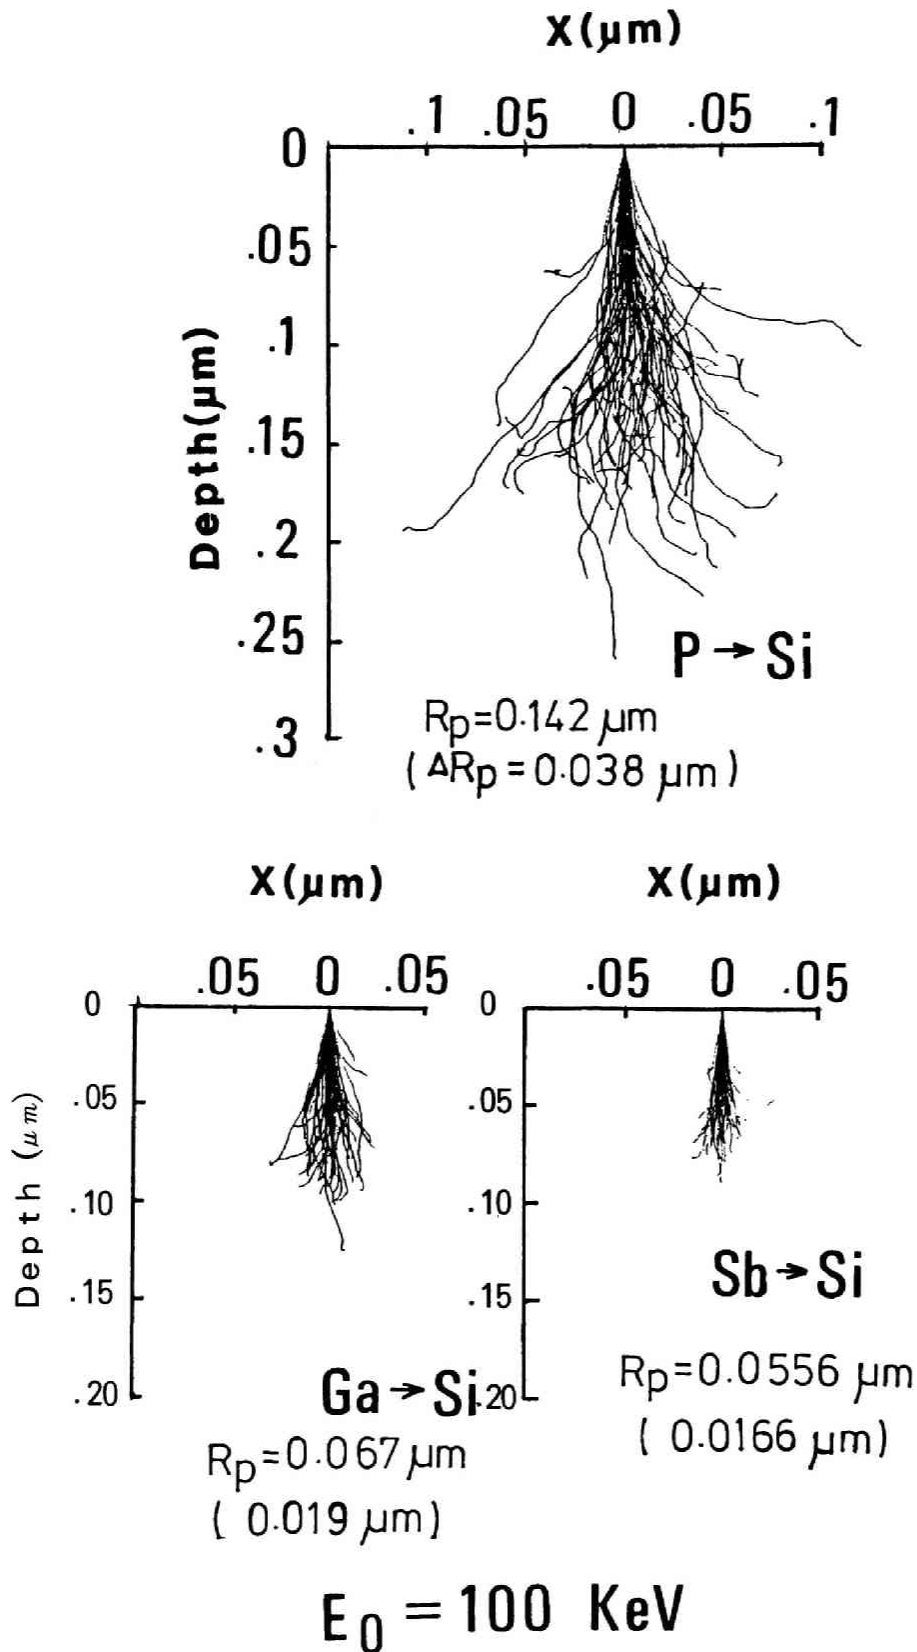 X(μm)
.1 .05 0 .05 .1
0
.05
.1
.15
.2
.25
.3
Depth(μm)
P→Si
Rp=0.142 μm
(ΔRp=0.038 μm)
X(μm)
.05 0 .05
0
.05
.10
.15
.20
Depth (μm)
Ga→Si
Rp=0.067 μm
( 0.019 μm)
X(μm)
.05 0 .05
0
.05
.10
.15
.20
Sb→Si
Rp=0.0556 μm
( 0.0166 μm)
E0 = 100 KeV